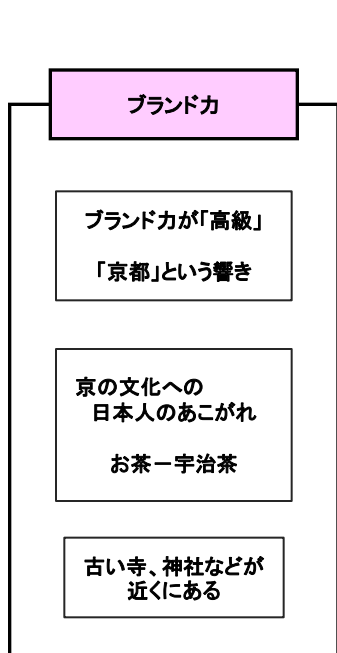 ブランド力
ブランド力が「高級」
「京都」という響き
京の文化への
日本人のあこがれ
お茶－宇治茶
古い寺、神社などが
近くにある